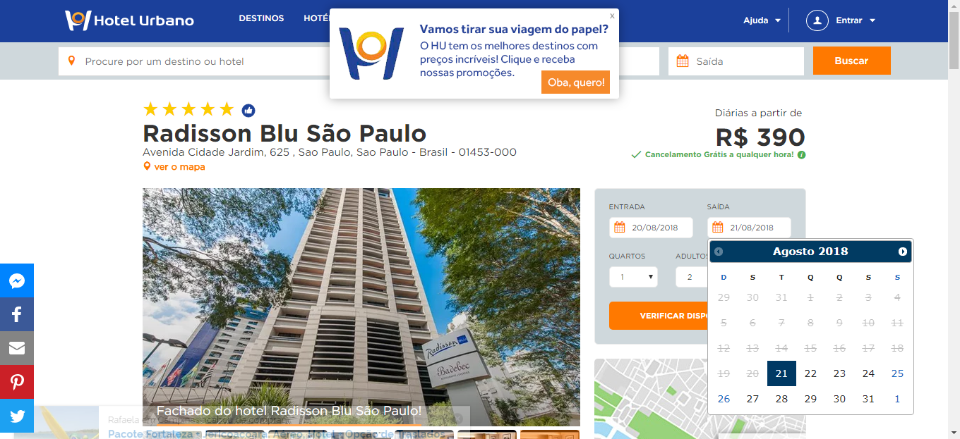 Hotel Urbano
DESTINOS
Ajuda
Entrar
x
Vamos tirar sua viagem do papel?
O HU tem os melhores destinos com
preços incríveis! Clique e receba
nossas promoções.
Oba, quero!
Procure por um destino ou hotel
Saída
Buscar
Radisson Blu São Paulo
Avenida Cidade Jardim, 625 , Sao Paulo, Sao Paulo - Brasil - 01453-000
ver o mapa
Diárias a partir de
R$ 390
Cancelamento Grátis a qualquer hora!
ENTRADA SAÍDA
20/08/2018 21/08/2018
QUARTOS ADULTOS
1 2
VERIFICAR
Agosto 2018
D S T Q Q S S
29 30 31 1 2 3 4
5 6 7 8 9 10 11
12 13 14 15 16 17 18
19 20 21 22 23 24 25
26 27 28 29 30 31 1
Radisson
BLU
Badebec
Fachado do hotel Radisson Blu São Paulo!
Rafaela
Pacote Fortaleza